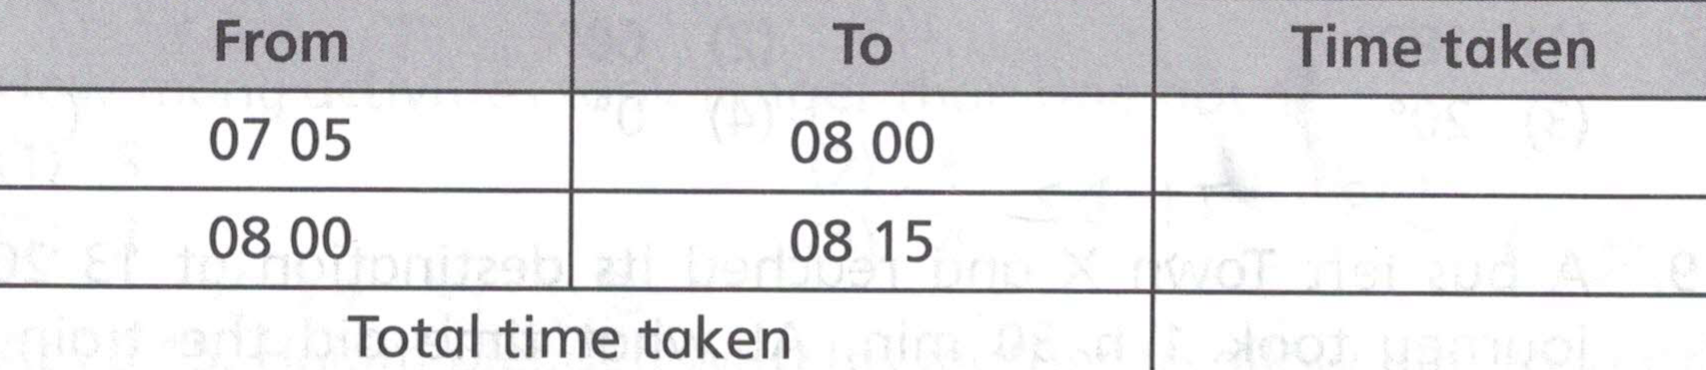 From To Time taken
07 05 08 00
08 00 08 15
Total time taken